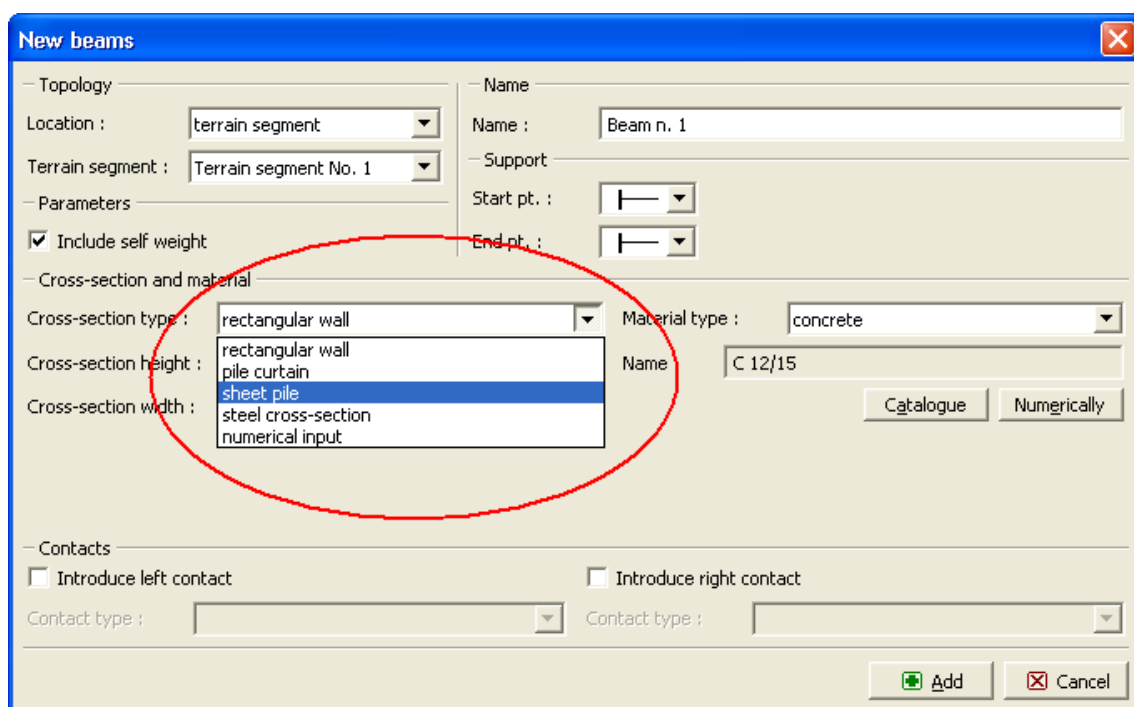 New beams
Topology
Name
Location :
terrain segment
Name :
Beam n. 1
Terrain segment :
Terrain segment No. 1
Support
Start pt. :
Parameters
Include self weight
End pt. :
Cross-section and material
Cross-section type :
rectangular wall
Material type :
concrete
rectangular wall
Cross-section height :
pile curtain
Name
C 12/15
sheet pile
Cross-section width :
steel cross-section
numerical input
Catalogue
Numerically
Contacts
Introduce left contact
Introduce right contact
Contact type :
Contact type :
Add
Cancel